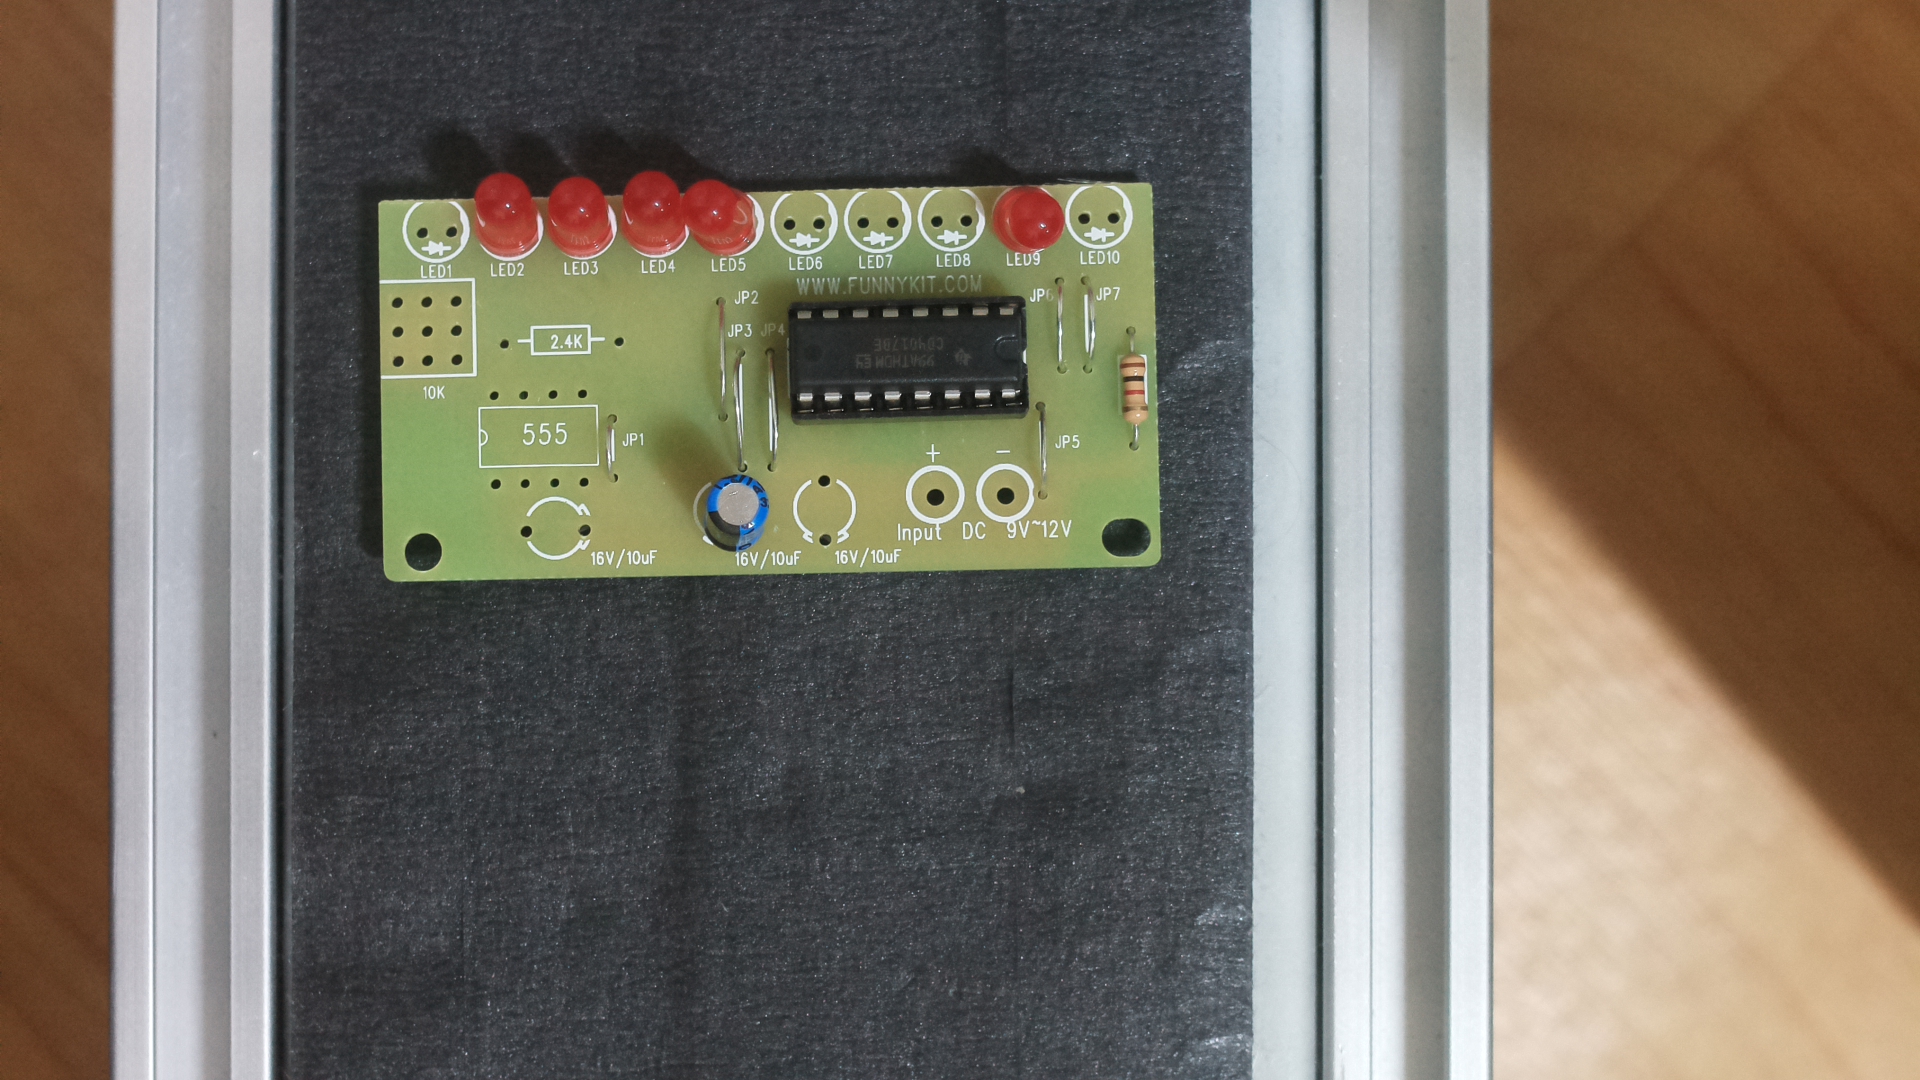 LED1 LED2 LED3 LED4 LED5 LED6 LED7 LED8 LED9 LED10
WWW.FUNNYKIT.COM
JP2
JP6 JP7
JP3 JP4
2.4K
CD4017BE
10K
555
JP1
JP5
+ −
Input DC 9V~12V
16V/10uF 16V/10uF 16V/10uF